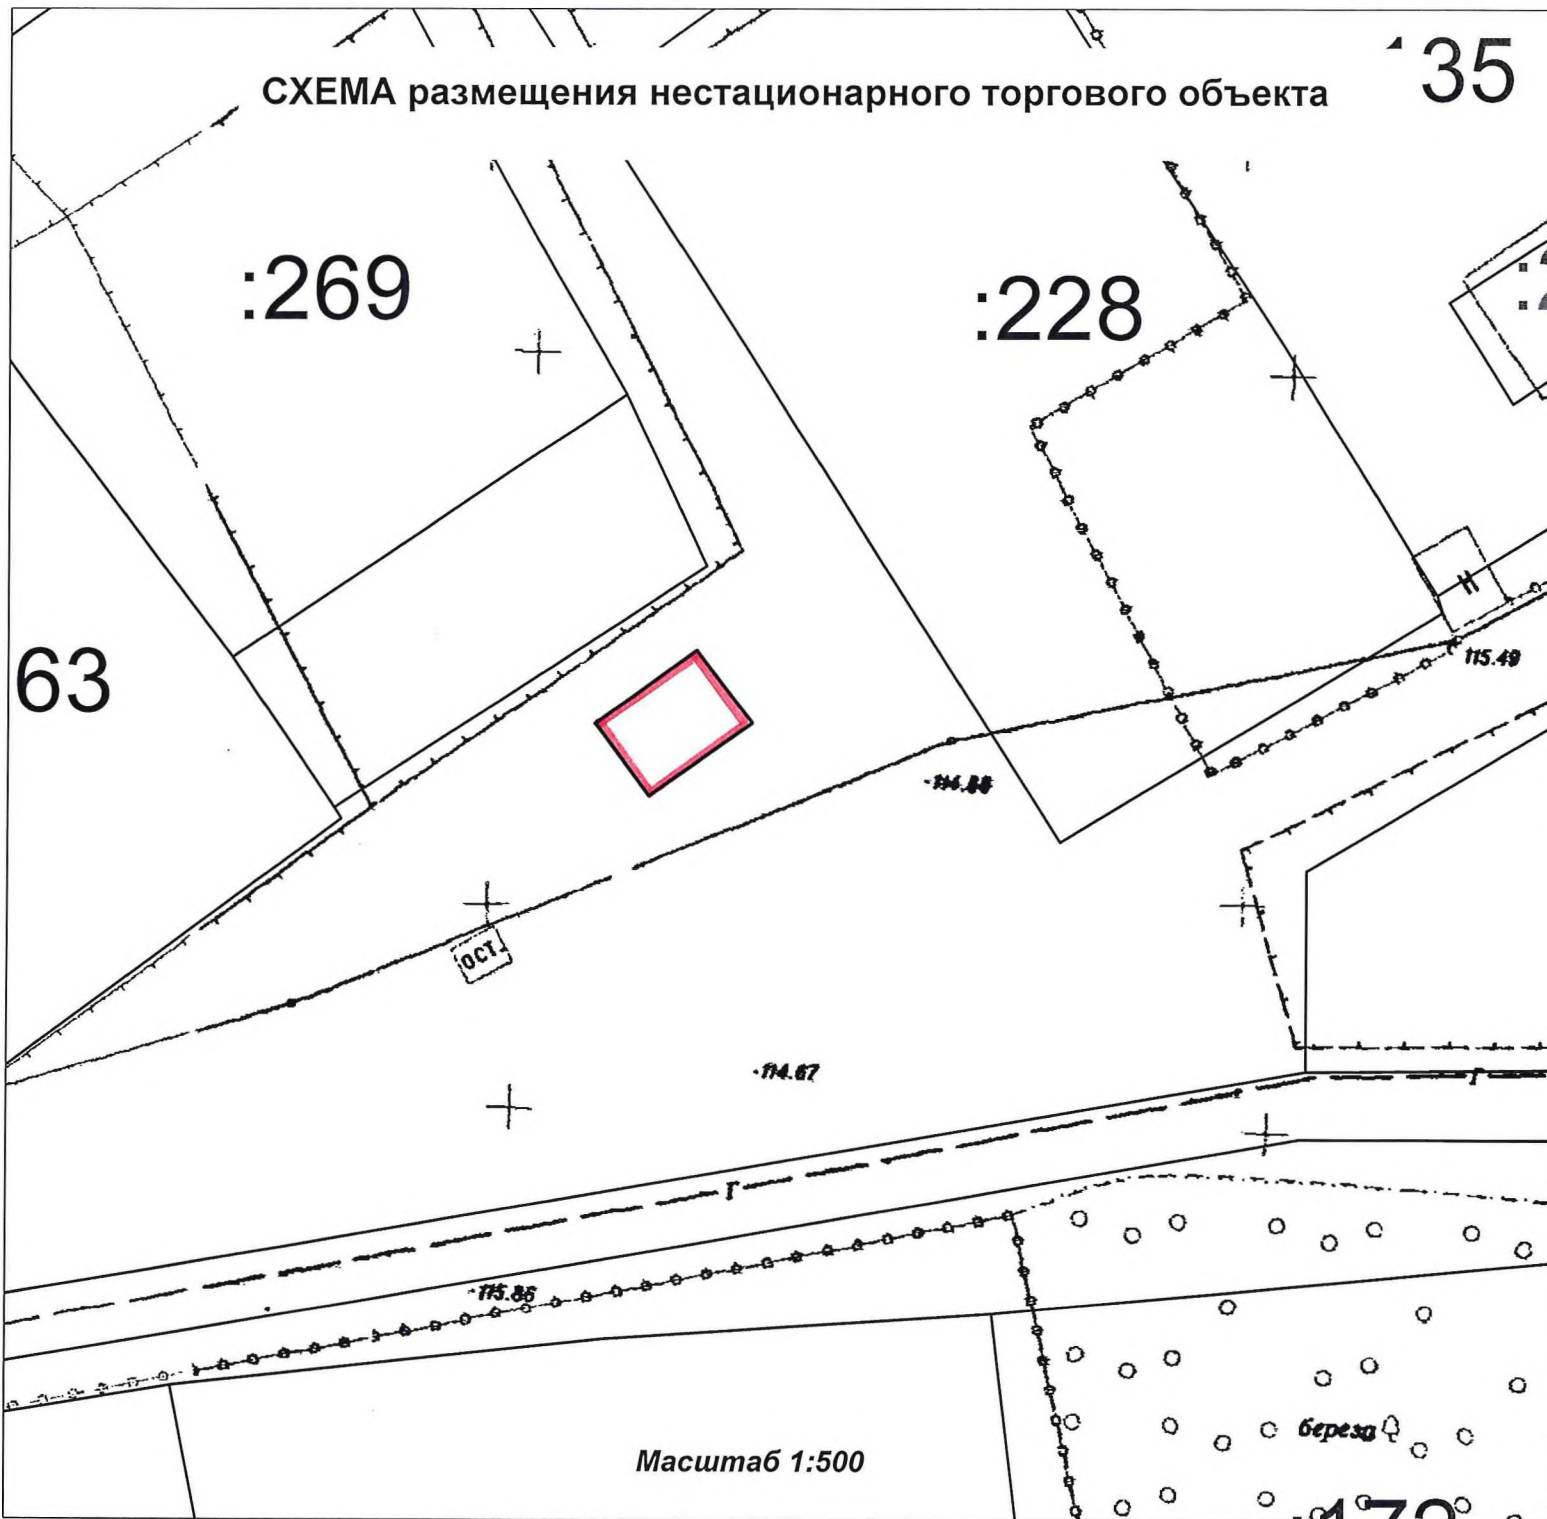 35
СХЕМА размещения нестационарного торгового объекта
:269
:228
63
Н
115.49
114.88
ОСТ.
114.67
Г
Г
115.86
береза
Масштаб 1:500